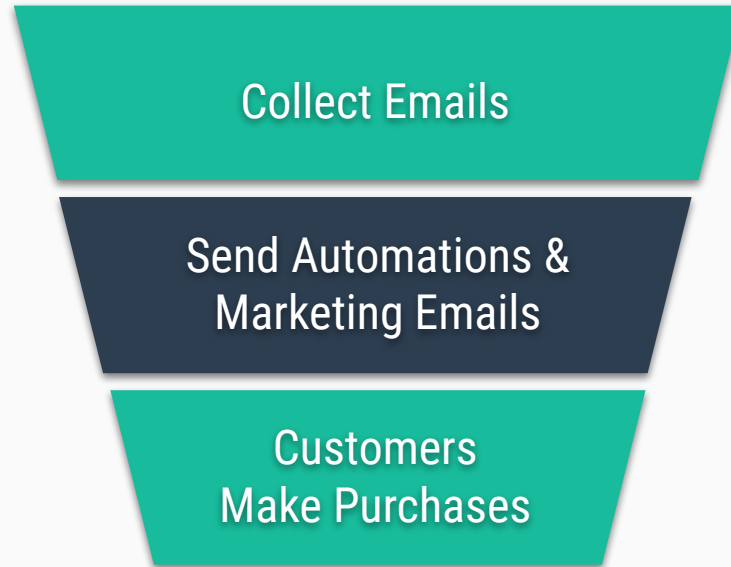 Collect Emails
Send Automations &
Marketing Emails
Customers
Make Purchases